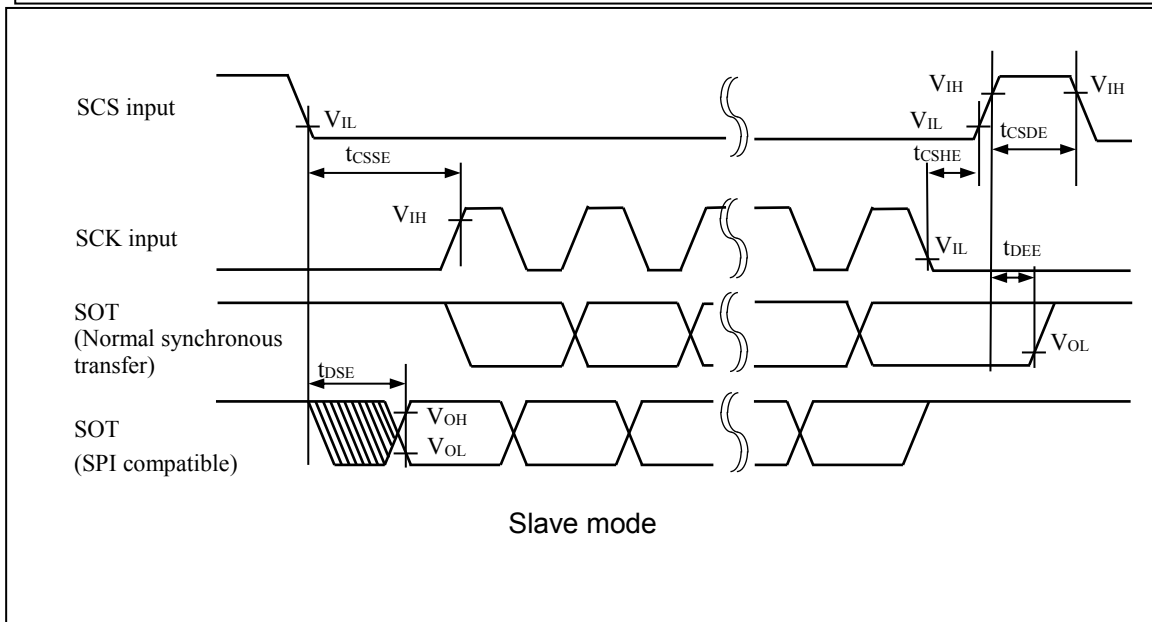 SCS input
VIL
tCSSE
VIH
VIL
tCSHE
tCSDE
VIH
SCK input
VIH
VIL
tDEE
SOT
(Normal synchronous
transfer)
VOL
tDSE
SOT
(SPI compatible)
VOH
VOL
Slave mode